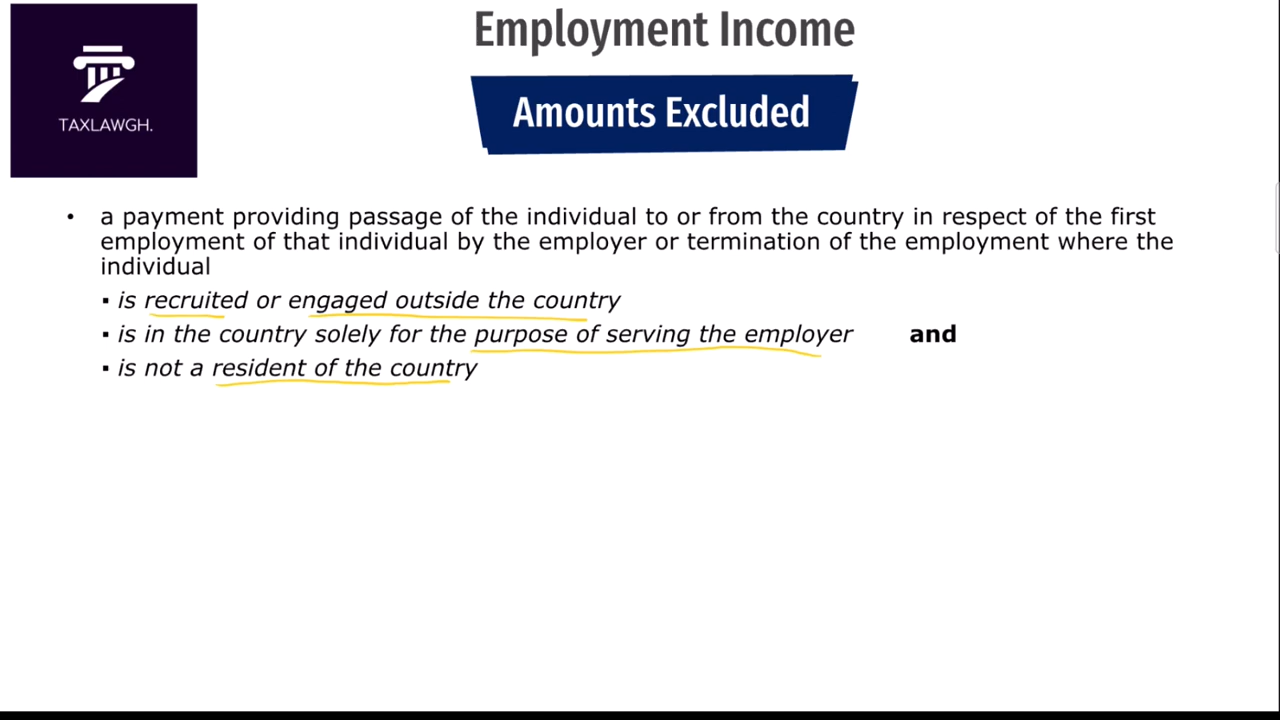 TAXLAWGH.
Employment Income
Amounts Excluded
• a payment providing passage of the individual to or from the country in respect of the first
employment of that individual by the employer or termination of the employment where the
individual
▪ is recruited or engaged outside the country
▪ is in the country solely for the purpose of serving the employer and
▪ is not a resident of the country